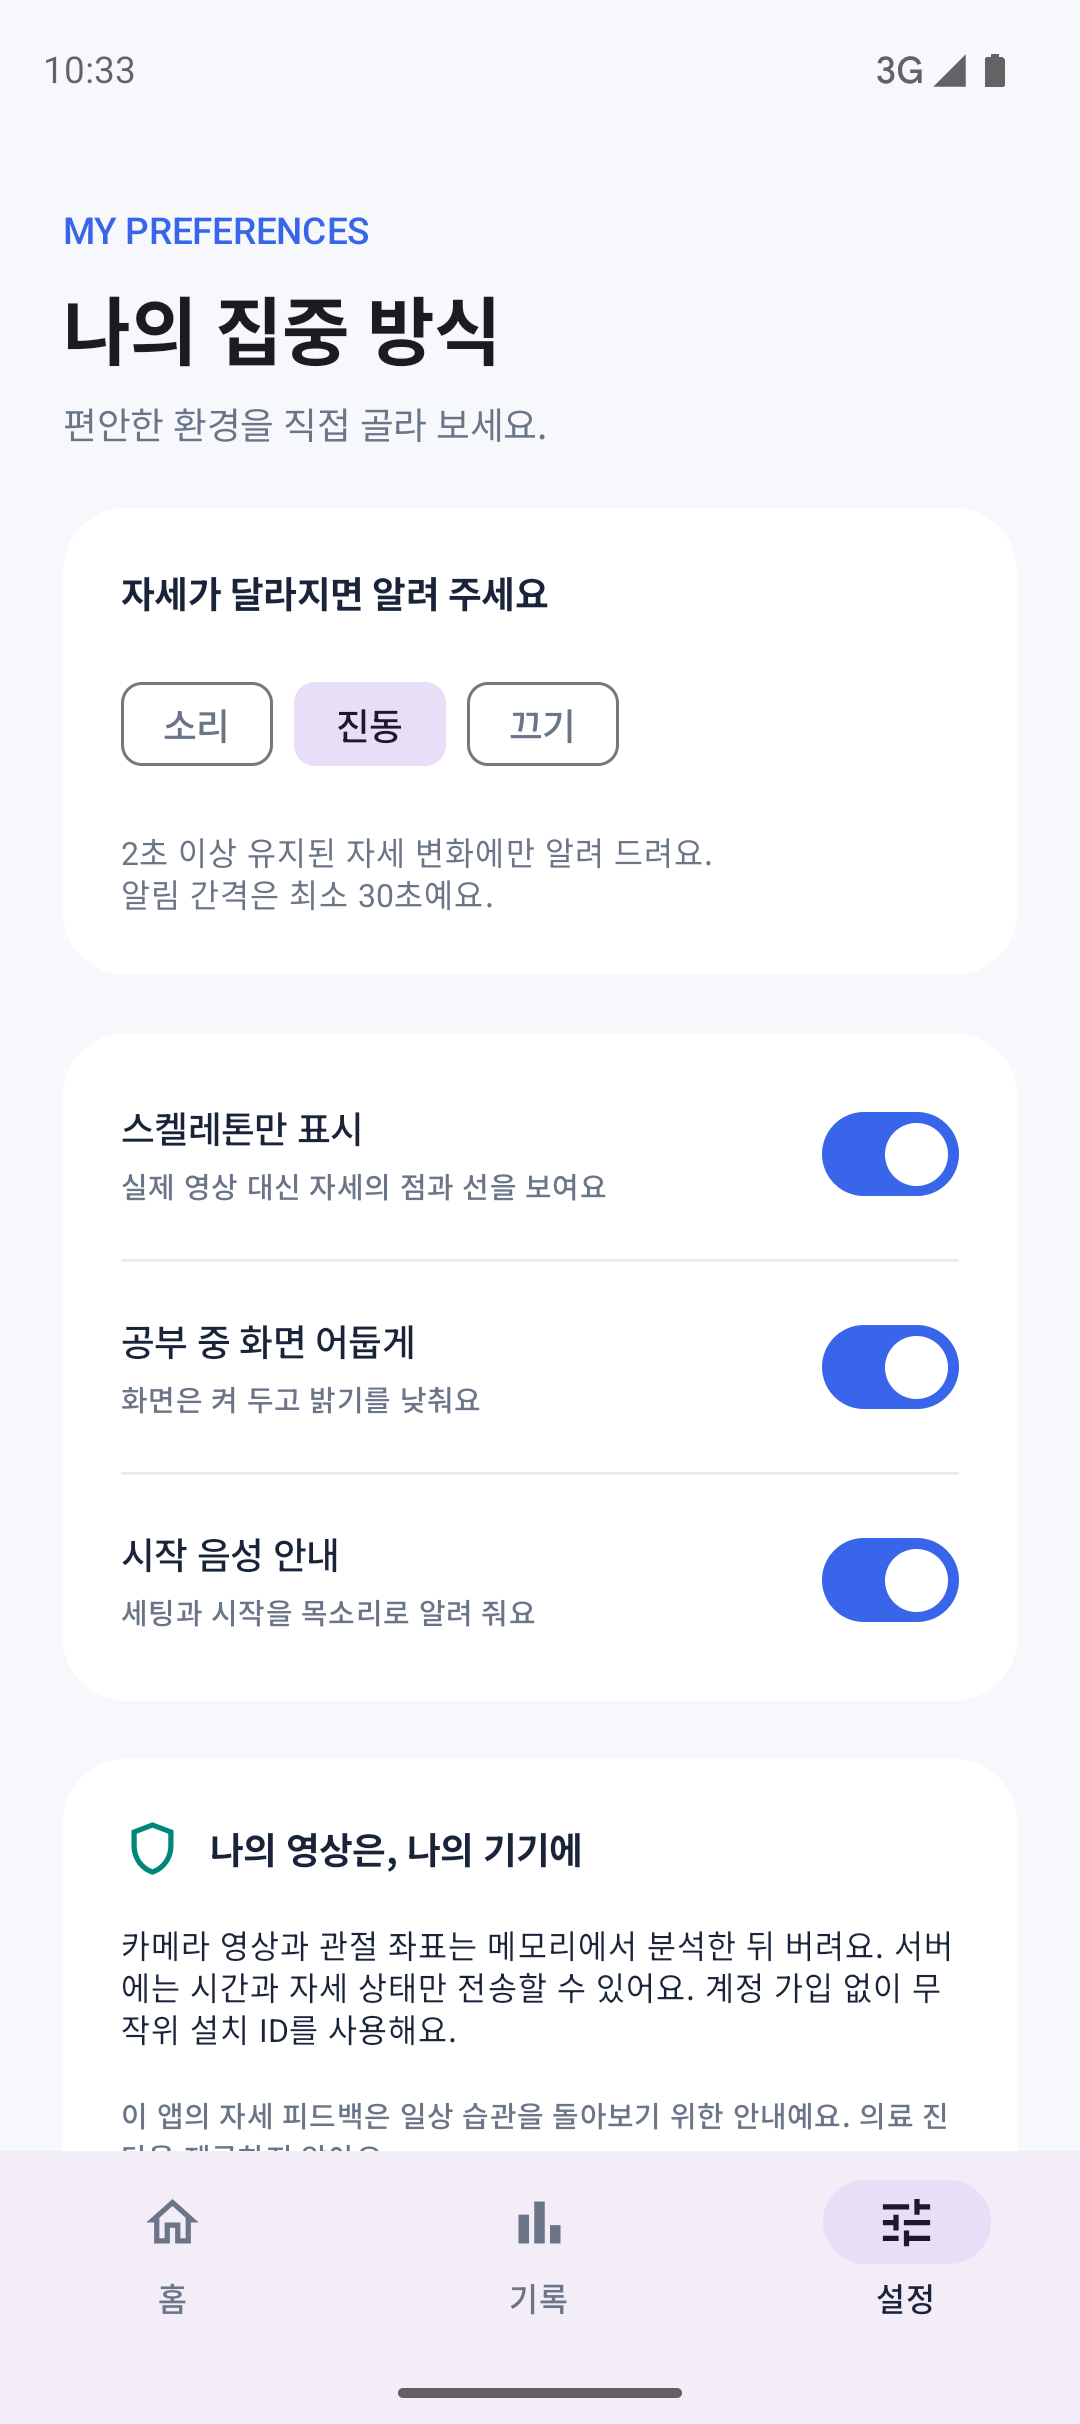 10:33
3G
MY PREFERENCES
나의 집중 방식
편안한 환경을 직접 골라 보세요.
자세가 달라지면 알려 주세요
소리
진동
끄기
2초 이상 유지된 자세 변화에만 알려 드려요.
알림 간격은 최소 30초예요.
스켈레톤만 표시
실제 영상 대신 자세의 점과 선을 보여요
공부 중 화면 어둡게
화면은 켜 두고 밝기를 낮춰요
시작 음성 안내
세팅과 시작을 목소리로 알려 줘요
나의 영상은, 나의 기기에
카메라 영상과 관절 좌표는 메모리에서 분석한 뒤 버려요. 서버
에는 시간과 자세 상태만 전송할 수 있어요. 계정 가입 없이 무
작위 설치 ID를 사용해요.
이 앱의 자세 피드백은 일상 습관을 돌아보기 위한 안내예요. 의료 진
홈
기록
설정